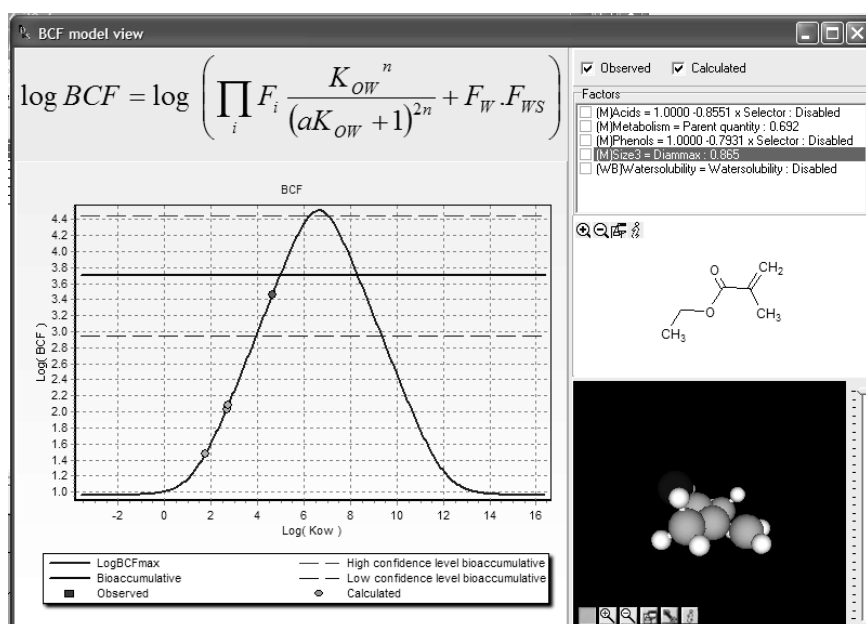 BCF model view
log BCF = log ( ∏ i F i K OW n / (aK OW + 1) 2n + F W . F WS )
Observed Calculated
Factors
(M)Acids = 1.0000 -0.8551 x Selector : Disabled
(M)Metabolism = Parent quantity : 0.692
(M)Phenols = 1.0000 -0.7931 x Selector : Disabled
(M)Size3 = Diammax : 0.865
(WB)Watersolubility = Watersolubility : Disabled
BCF
4.4
4.2
4.0
3.8
3.6
3.4
3.2
3.0
2.8
2.6
2.4
2.2
2.0
1.8
1.6
1.4
1.2
1.0
Log( BCF )
-2 0 2 4 6 8 10 12 14 16
Log( Kow )
LogBCFmax
Bioaccumulative
Observed
High confidence level bioaccumulative
Low confidence level bioaccumulative
Calculated
O
CH2
O
CH3
CH3